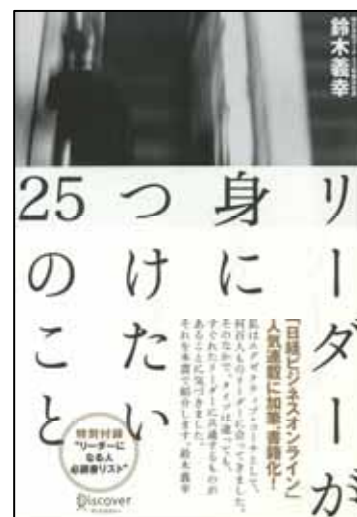 鈴木義幸
リーダーが
身に
つけたい
25のこと
「日経ビジネスオンライン」
人気連載に加筆、書籍化!
私はエグゼクティブ・コーチとして、
何百人ものリーダーに会ってきました。
そのなかで、タイプは違っても、
すぐれたリーダーに共通するものが
あることに気づきました。
それを本書で紹介します。鈴木義幸
特別付録
"リーダーに
なる人
必読書リスト"
Discover